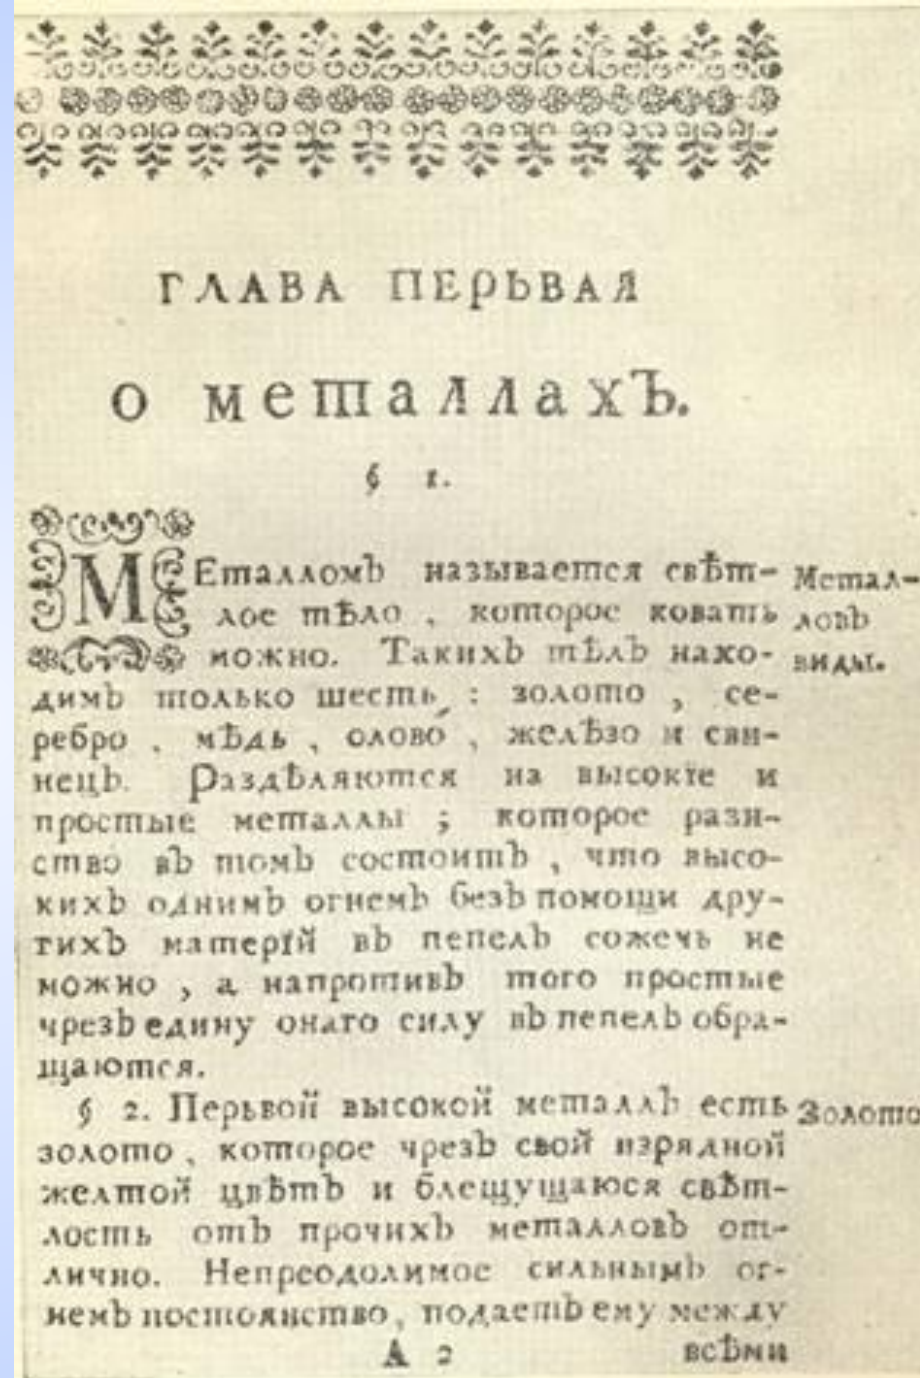 ГЛАВА ПЕРЬВАЯ
О МЕТАЛЛАХЪ.
§ 1.
МЕталломъ называется свѣт-
лое тѣло, которое ковать
можно. Такихъ тѣлъ нахо-
димъ только шесть: золото, се-
ребро, мѣдь, олово, желѣзо и сви-
нецъ. Раздѣляются на высокіе и
простые металлы; которое разн-
ство въ томъ состоитъ, что высо-
кихъ однимъ огнемъ безъ помощи дру-
гихъ матерій въ пепелъ сожечь не
можно, а напротивъ того простые
чрезъ едину онаго силу въ пепелъ обра-
щаются.
Метал-
ловъ
виды.
§ 2. Перьвой высокой металлъ есть
золото, которое чрезъ свой изрядной
желтой цвѣтъ и блещущаюся свѣт-
лость отъ прочихъ металловъ от-
лично. Непреодолимое сильнымъ ог-
немъ постоянство, подаетъ ему между
Золото
А 2
всѣми